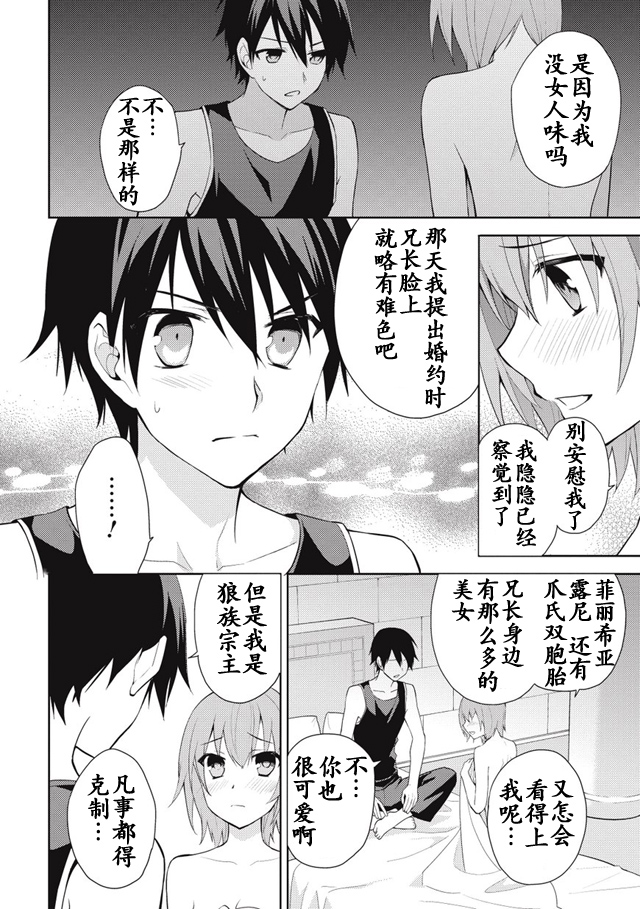 是因为我
没女人味吗
不…
不是那样的
那天我提出婚约时
兄长脸上
就略有难色吧
别安慰我了
我隐隐已经
察觉到了
……！
菲丽希亚
露尼 还有
爪氏双胞胎
兄长身边
有那么多的
美女
又怎会
看得上
我呢…
不…
你也
很可爱啊
但是我是
狼族宗主
凡事都得
克制…